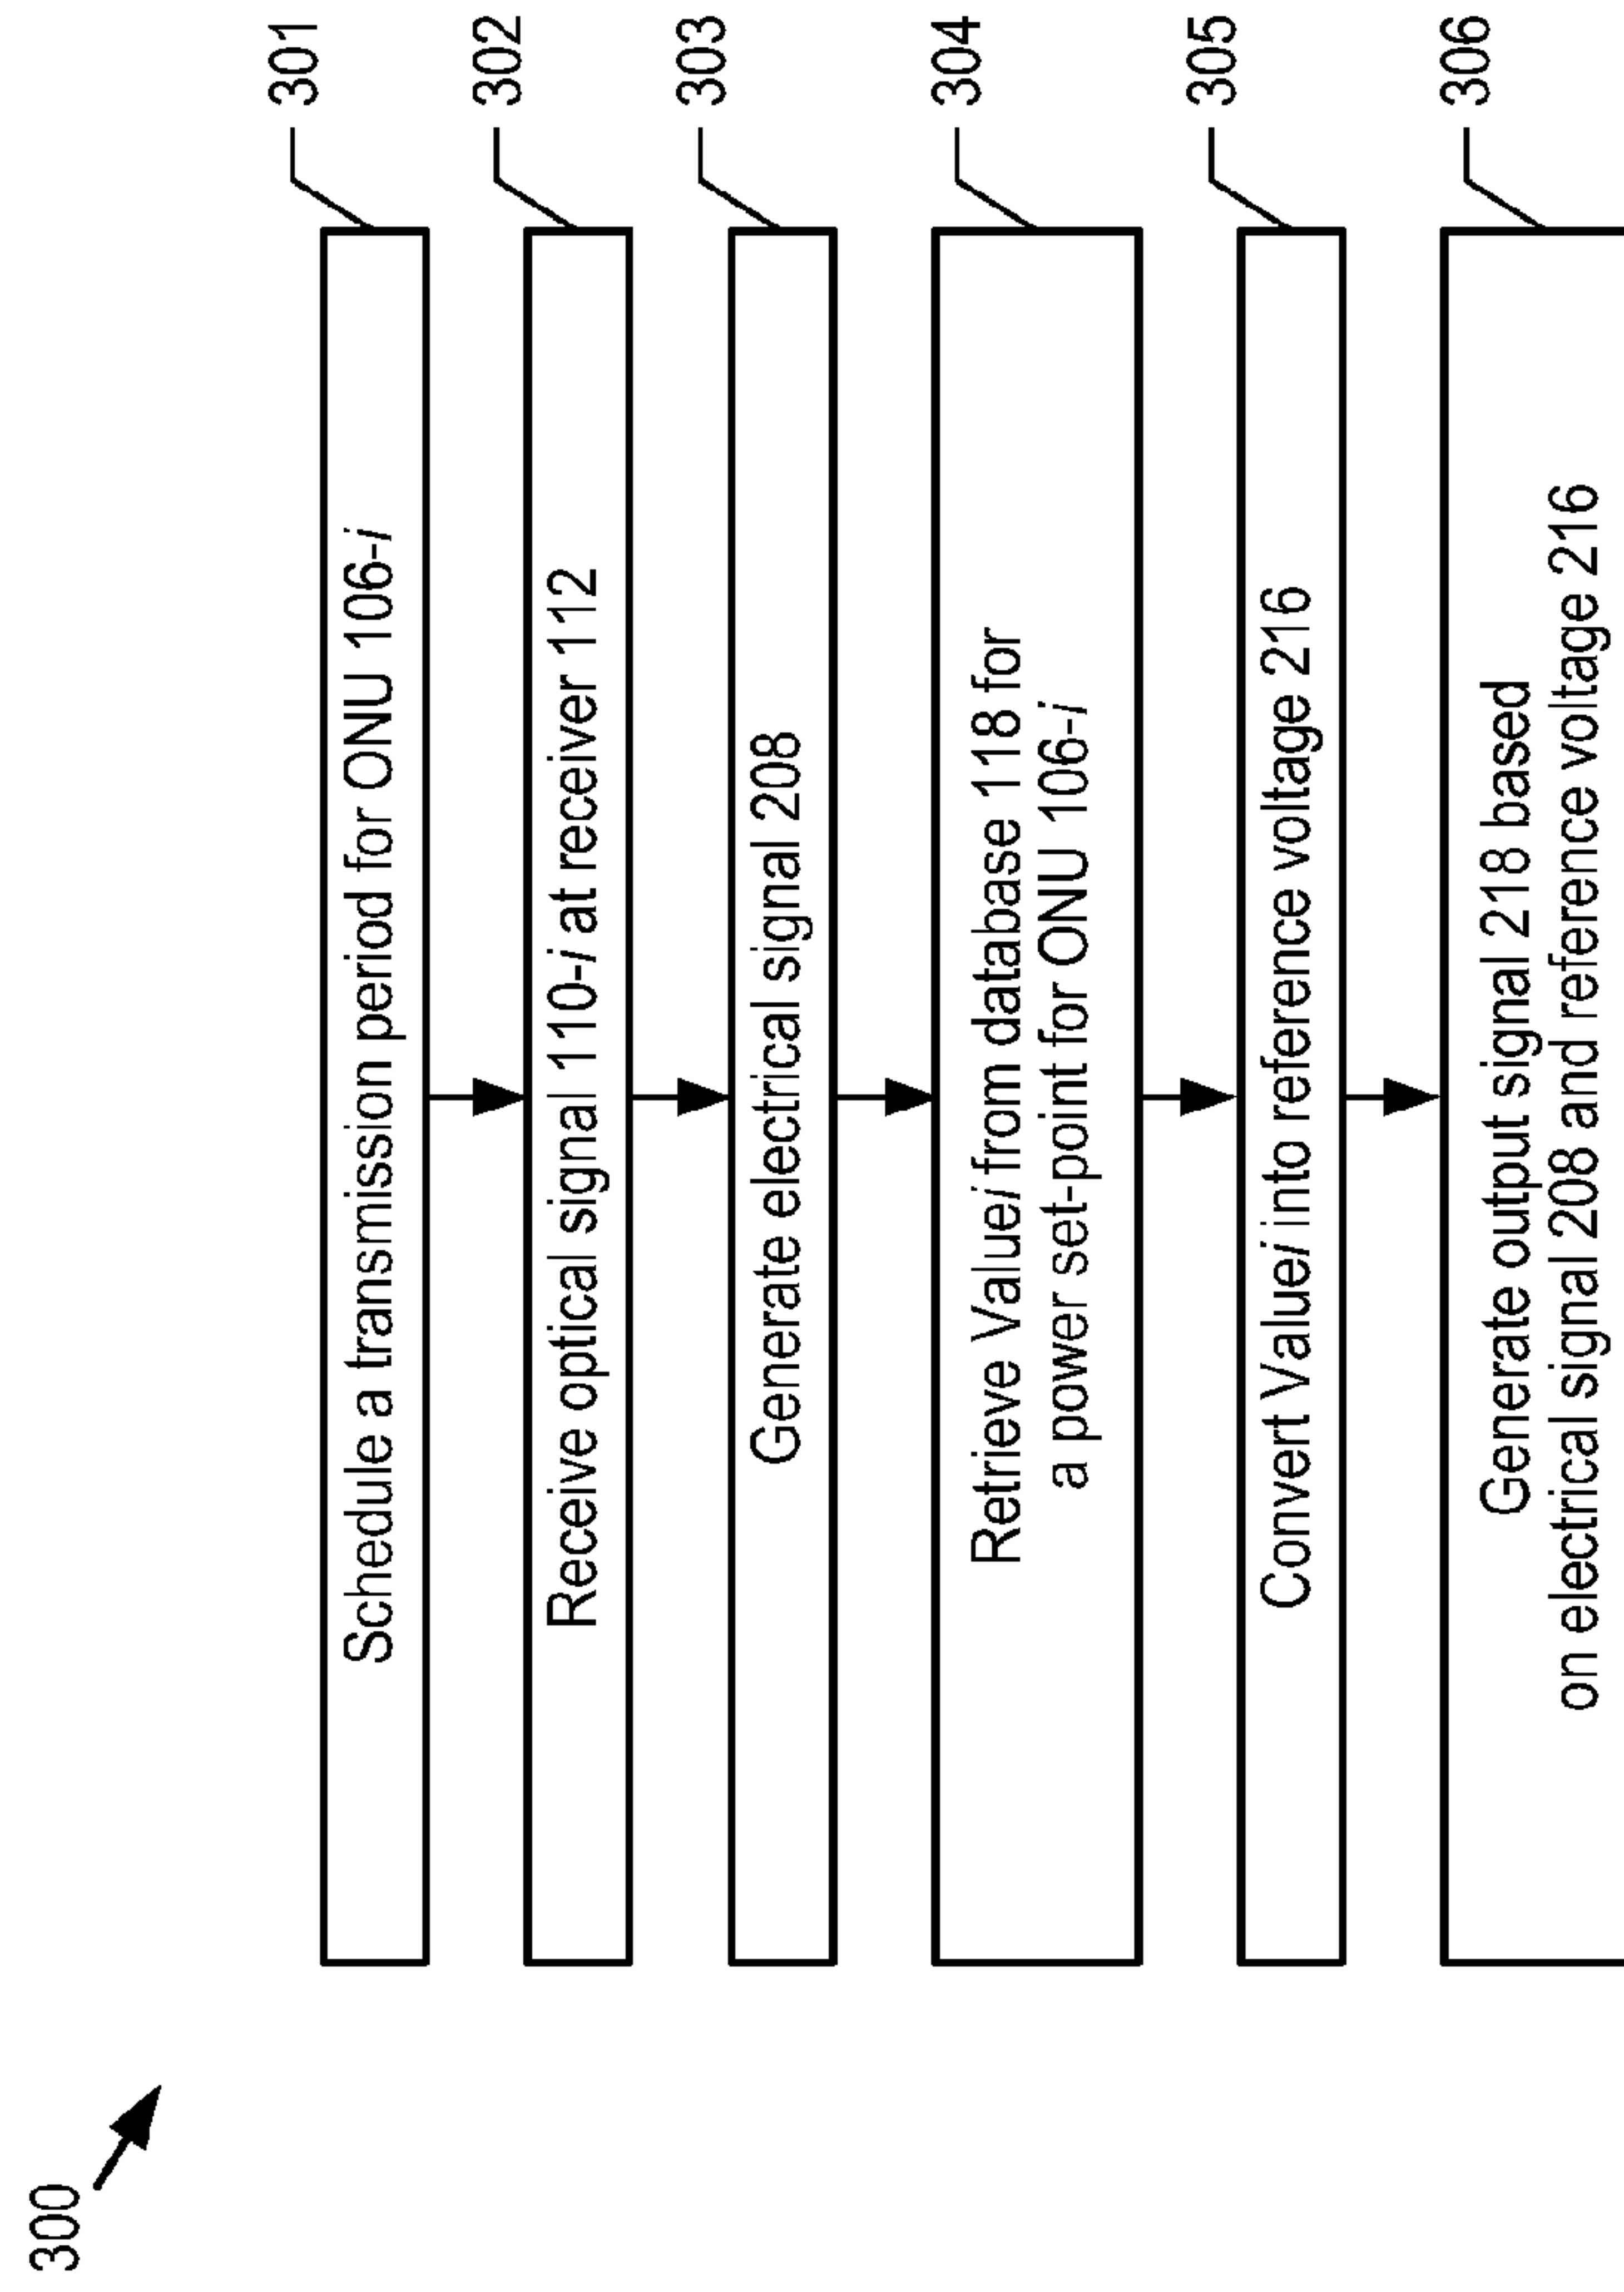 300
Schedule a transmission period for ONU 106-i
301
Receive optical signal 110-i at receiver 112
302
Generate electrical signal 208
303
Retrieve Valuei from database 118 for
a power set-point for ONU 106-i
304
Convert Valuei into reference voltage 216
305
Generate output signal 218 based
on electrical signal 208 and reference voltage 216
306